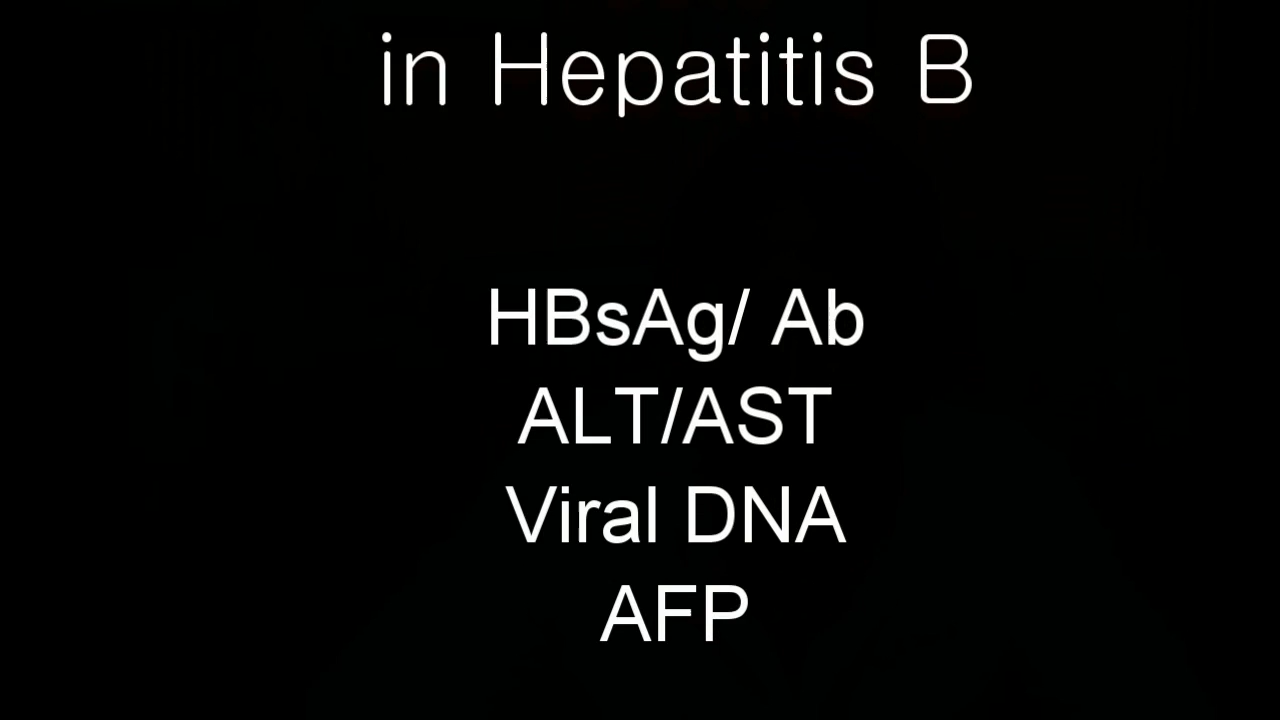 in Hepatitis B
HBsAg/ Ab
ALT/AST
Viral DNA
AFP